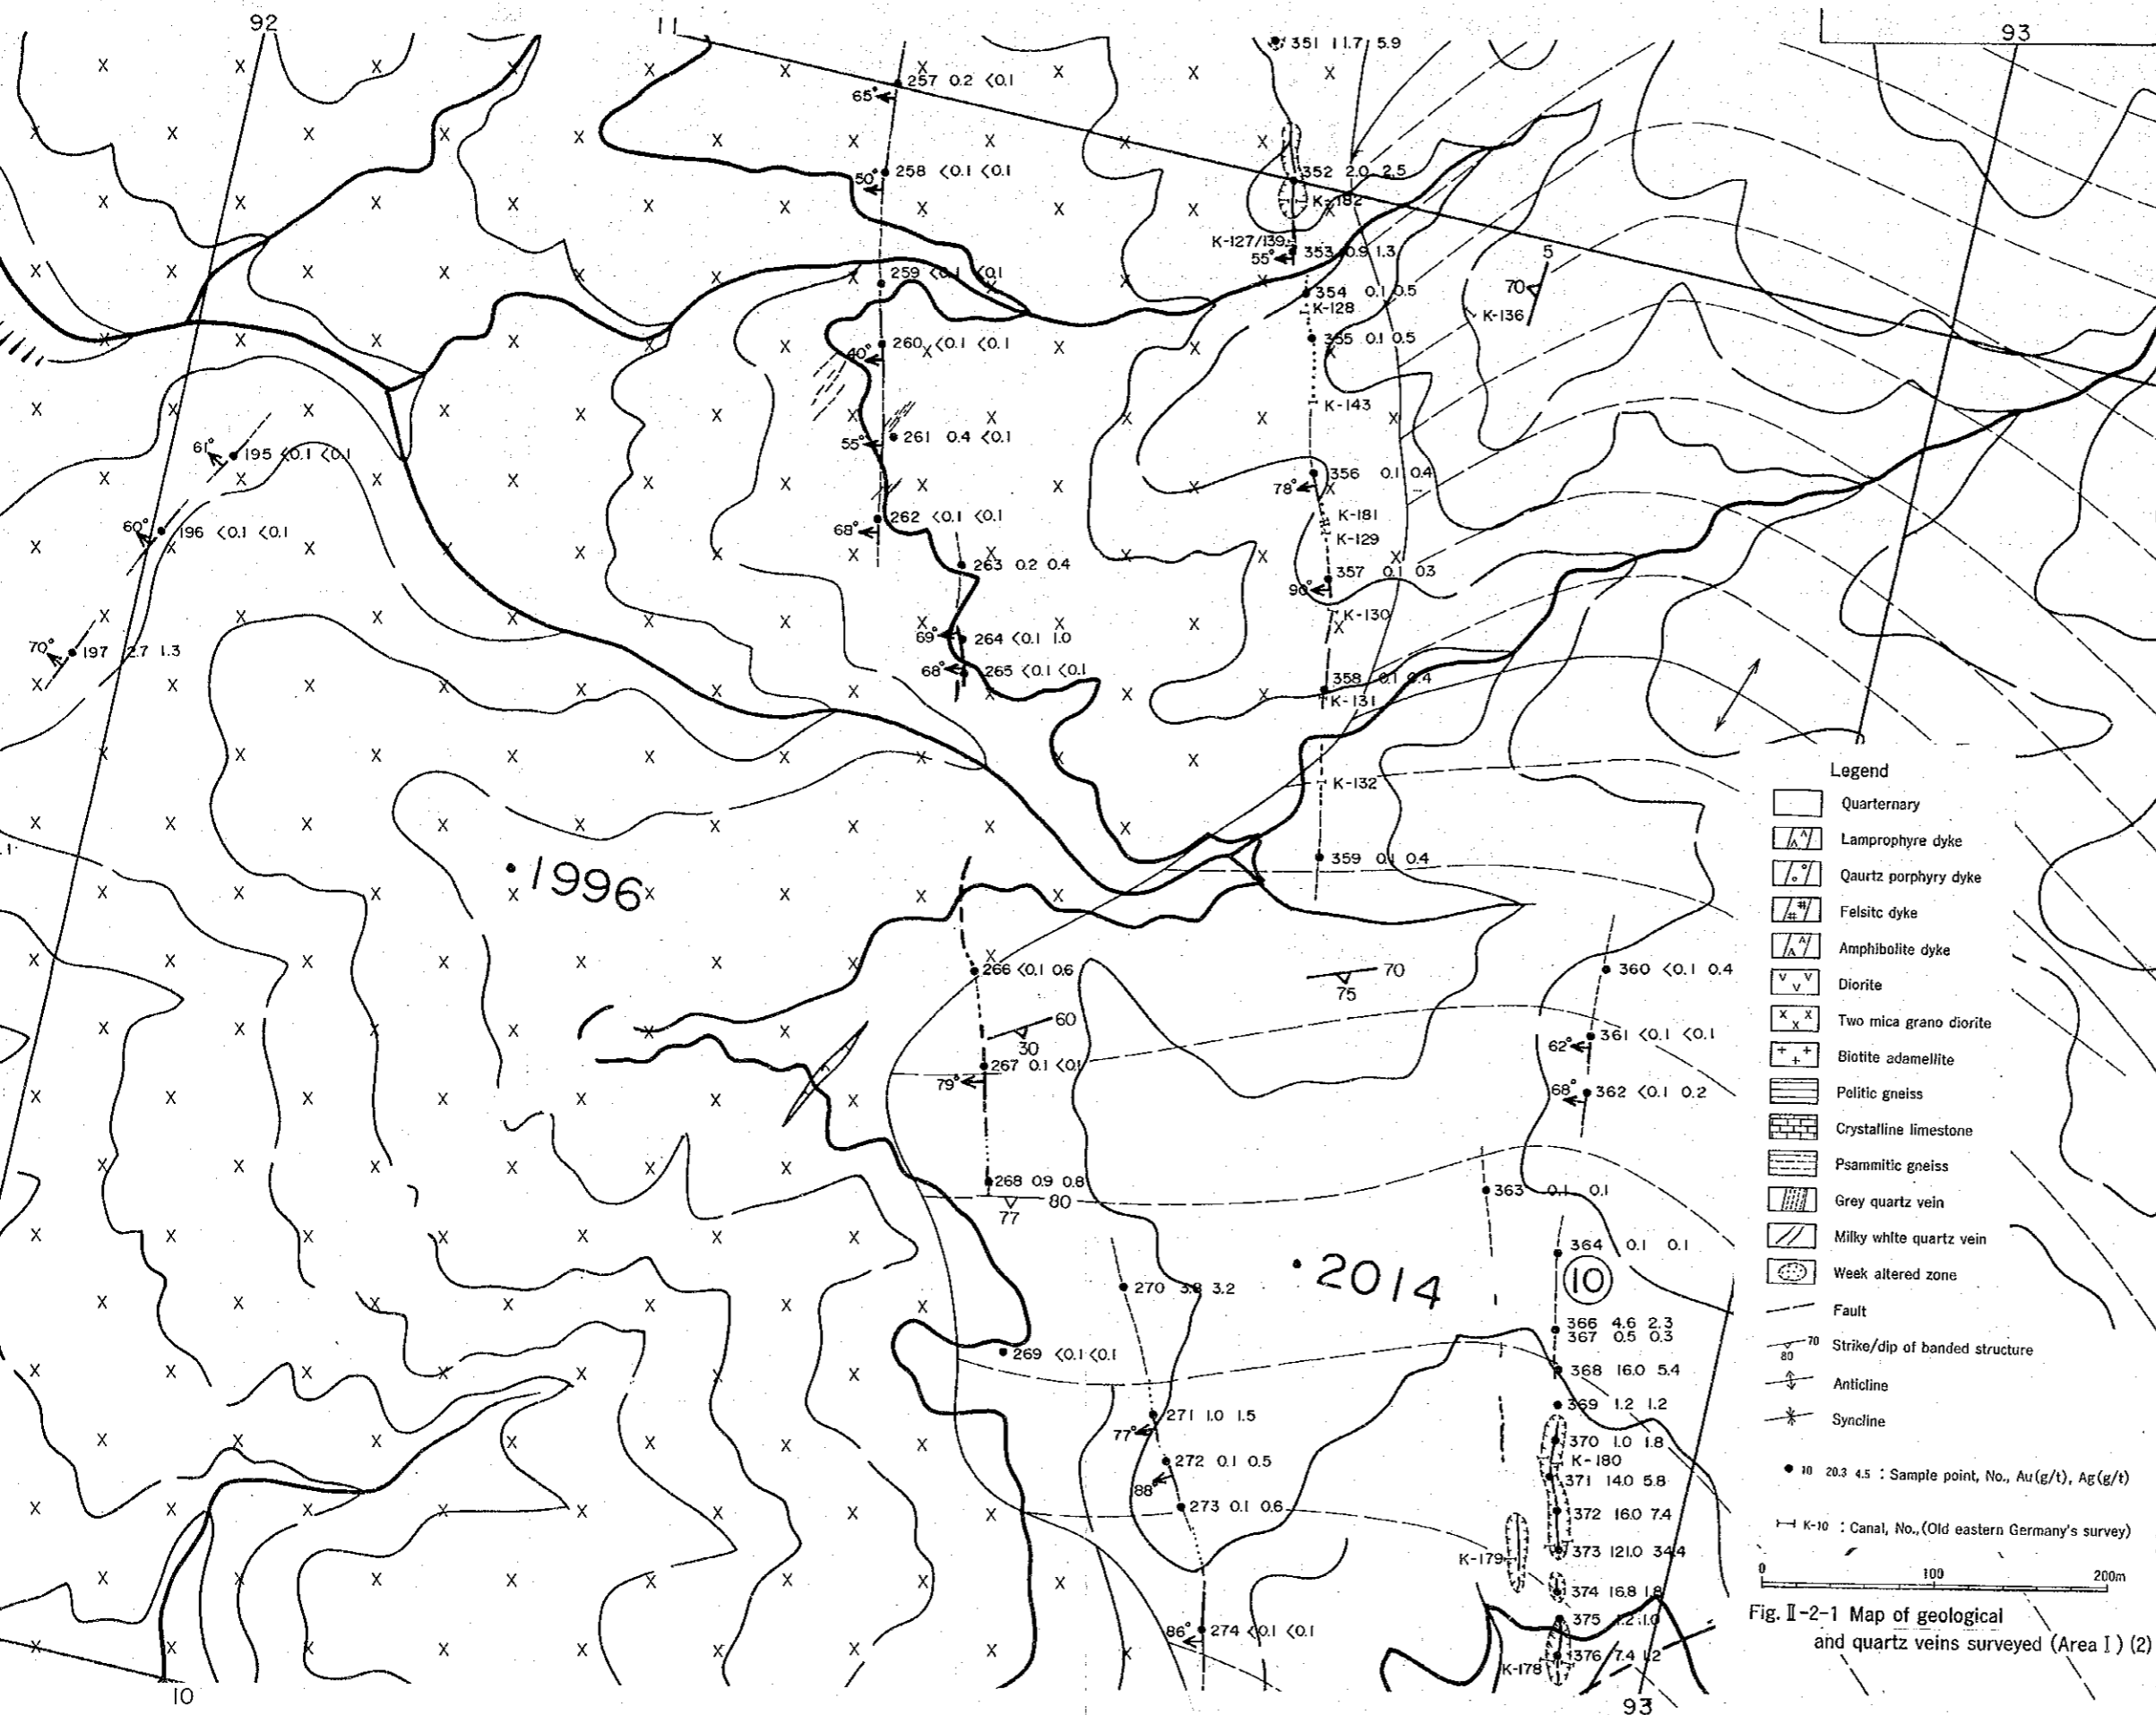 92
11
93
351 11.7 5.9
257 0.2 <0.1
65°
258 <0.1 <0.1
50°
352 2.0 2.5
K-182
K-127/139
353 0.9 1.3
55°
259 <0.1 <0.1
354 0.1 0.5
K-128
5
70
K-136
355 0.1 0.5
260 <0.1 <0.1
40°
K-143
261 0.4 <0.1
55°
61°
195 <0.1 <0.1
356 0.1 0.4
78°
262 <0.1 <0.1
68°
K-181
K-129
60°
196 <0.1 <0.1
263 0.2 0.4
357 0.1 0.3
90°
K-130
69°
264 <0.1 1.0
70°
197 2.7 1.3
68°
265 <0.1 <0.1
358 0.1 0.4
K-131
K-132
359 0.1 0.4
1996
266 <0.1 0.6
70
75
360 <0.1 0.4
60
30
361 <0.1 <0.1
62°
267 0.1 <0.1
79°
68°
362 <0.1 0.2
268 0.9 0.8
80
77
363 0.1 0.1
364 0.1 0.1
10
2014
270 3.8 3.2
366 4.6 2.3
367 0.5 0.3
269 <0.1 <0.1
368 16.0 5.4
369 1.2 1.2
271 1.0 1.5
77°
370 1.0 1.8
K-180
272 0.1 0.5
88°
371 14.0 5.8
273 0.1 0.6
372 16.0 7.4
373 121.0 34.4
K-179
374 16.8 1.8
375 1.2 1.0
86°
274 <0.1 <0.1
376 7.4 1.2
K-178
10
93
Legend
Quarternary
Lamprophyre dyke
Qaurtz porphyry dyke
Felsitc dyke
Amphibolite dyke
Diorite
Two mica grano diorite
Biotite adamellite
Pelitic gneiss
Crystalline limestone
Psammitic gneiss
Grey quartz vein
Milky white quartz vein
Week altered zone
Fault
70
80
Strike/dip of banded structure
Anticline
Syncline
10 20.3 4.5 : Sample point, No., Au(g/t), Ag(g/t)
K-10 : Canal, No.,(Old eastern Germany's survey)
0 100 200m
Fig. II-2-1 Map of geological
and quartz veins surveyed (Area I) (2)